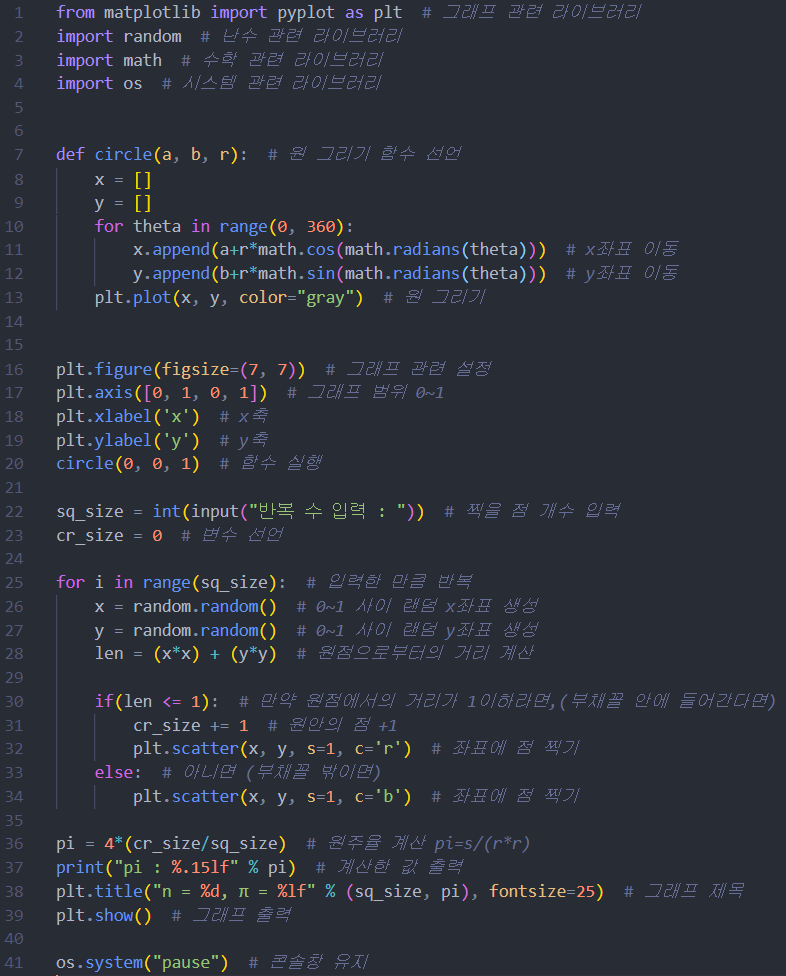 1 from matplotlib import pyplot as plt  # 그래프 관련 라이브러리
2 import random  # 난수 관련 라이브러리
3 import math  # 수학 관련 라이브러리
4 import os  # 시스템 관련 라이브러리
5
6
7 def circle(a, b, r):  # 원 그리기 함수 선언
8     x = []
9     y = []
10     for theta in range(0, 360):
11         x.append(a+r*math.cos(math.radians(theta)))  # x좌표 이동
12         y.append(b+r*math.sin(math.radians(theta)))  # y좌표 이동
13     plt.plot(x, y, color="gray")  # 원 그리기
14
15
16 plt.figure(figsize=(7, 7))  # 그래프 관련 설정
17 plt.axis([0, 1, 0, 1])  # 그래프 범위 0~1
18 plt.xlabel('x')  # x축
19 plt.ylabel('y')  # y축
20 circle(0, 0, 1)  # 함수 실행
21
22 sq_size = int(input("반복 수 입력 : "))  # 찍을 점 개수 입력
23 cr_size = 0  # 변수 선언
24
25 for i in range(sq_size):  # 입력한 만큼 반복
26     x = random.random()  # 0~1 사이 랜덤 x좌표 생성
27     y = random.random()  # 0~1 사이 랜덤 y좌표 생성
28     len = (x*x) + (y*y)  # 원점으로부터의 거리 계산
29
30     if(len <= 1):  # 만약 원점에서의 거리가 1이하라면,(부채꼴 안에 들어간다면)
31         cr_size += 1  # 원안의 점 +1
32         plt.scatter(x, y, s=1, c='r')  # 좌표에 점 찍기
33     else:  # 아니면 (부채꼴 밖이면)
34         plt.scatter(x, y, s=1, c='b')  # 좌표에 점 찍기
35
36 pi = 4*(cr_size/sq_size)  # 원주율 계산 pi=s/(r*r)
37 print("pi : %.15lf" % pi)  # 계산한 값 출력
38 plt.title("n = %d, π = %lf" % (sq_size, pi), fontsize=25)  # 그래프 제목
39 plt.show()  # 그래프 출력
40
41 os.system("pause")  # 콘솔창 유지